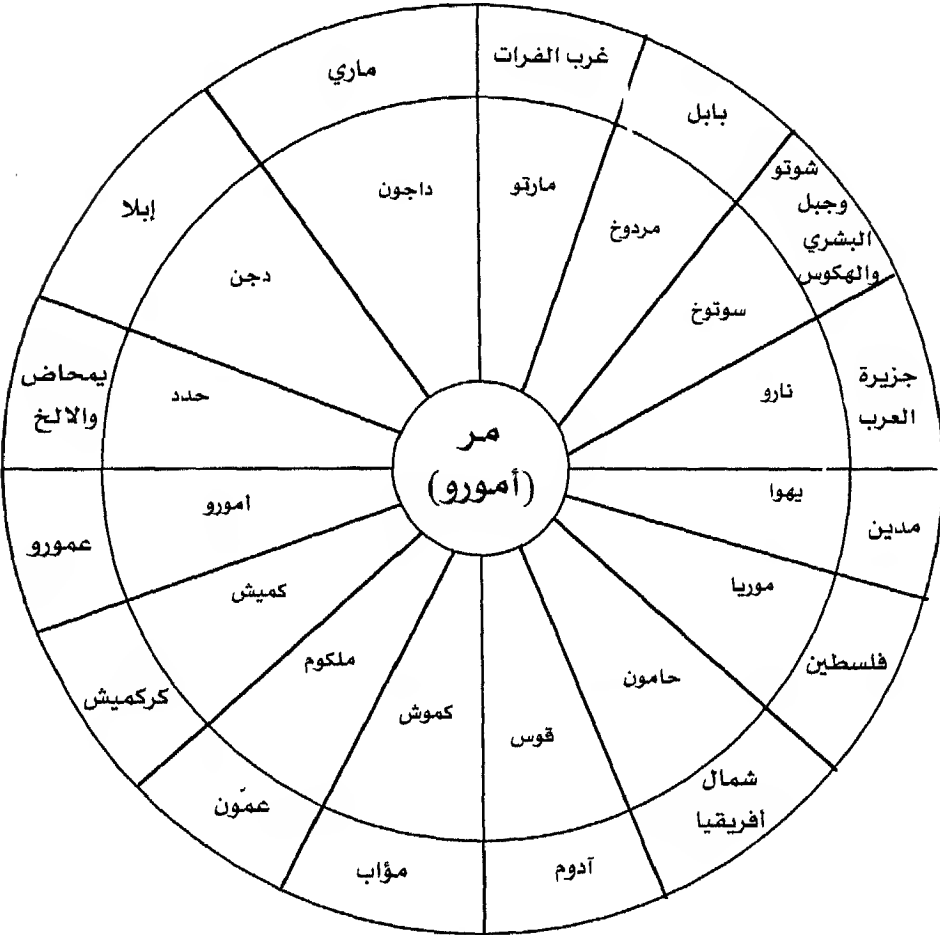 غرب الفرات
مارتو
بابل
مردوخ
شوتو
وجبل
البشري
والهكوس
سوتوخ
جزيرة
العرب
نارو
مدين
يهوا
فلسطين
موريا
شمال
أفريقيا
حامون
آدوم
قوس
مؤاب
كموش
عمّون
ملكوم
كركميش
كميش
عمورو
أمورو
يمحاض
والالخ
حدد
إبلا
دجن
ماري
داجون
مر
(أمورو)